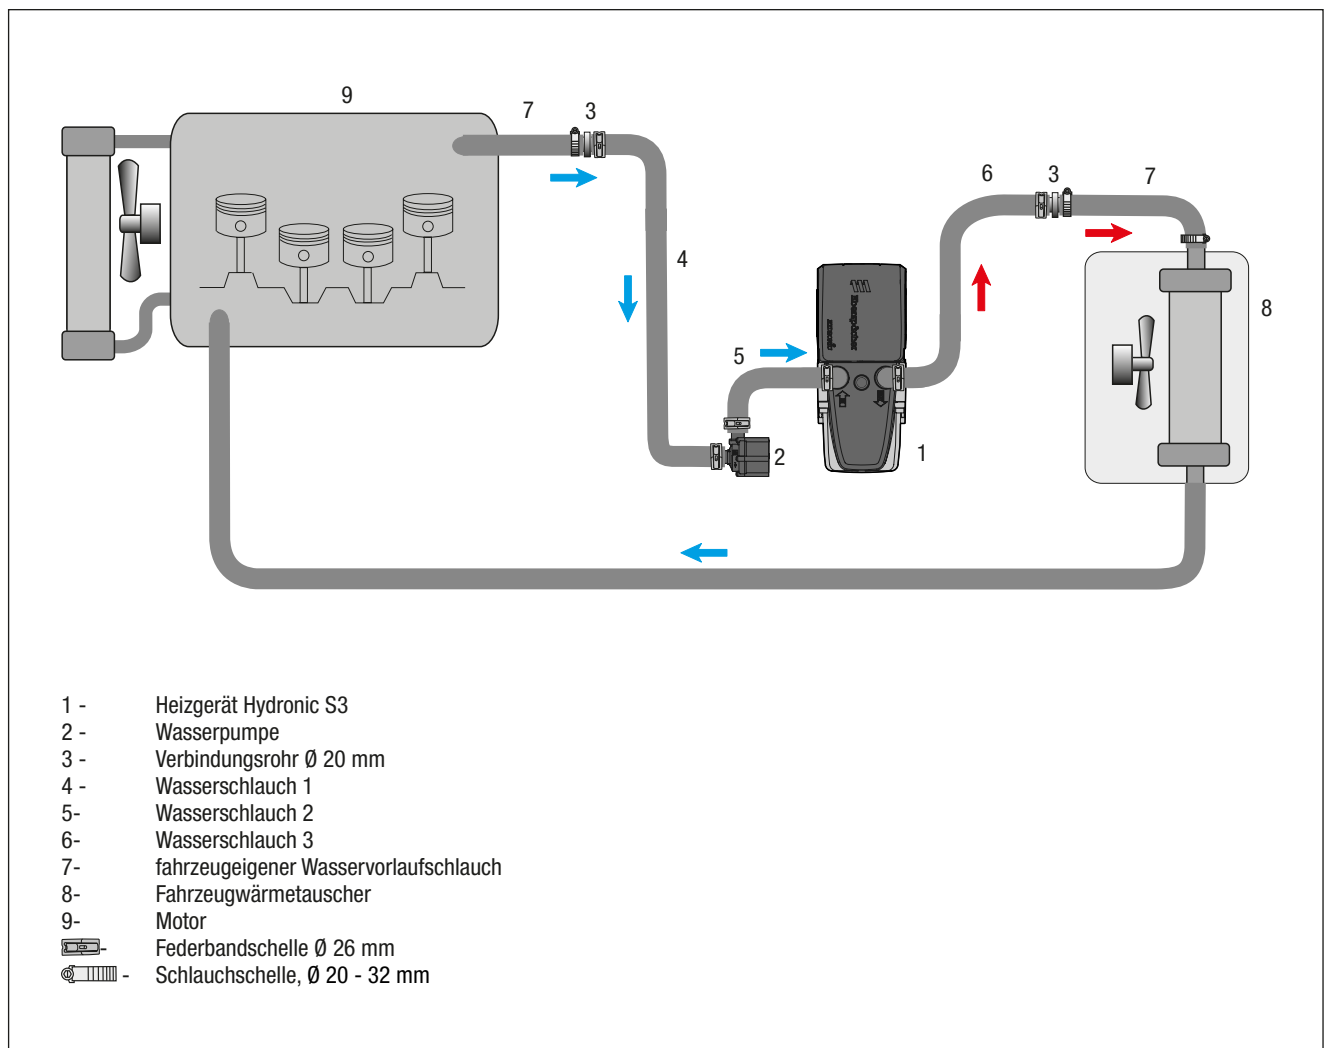 9
7
3
6
3
7
4
8
5
Eberspächer
2
1
1 - Heizgerät Hydronic S3
2 - Wasserpumpe
3 - Verbindungsrohr Ø 20 mm
4 - Wasserschlauch 1
5- Wasserschlauch 2
6- Wasserschlauch 3
7- fahrzeugeigener Wasservorlaufschlauch
8- Fahrzeugwärmetauscher
9- Motor
- Federbandschelle Ø 26 mm
- Schlauchschelle, Ø 20 - 32 mm